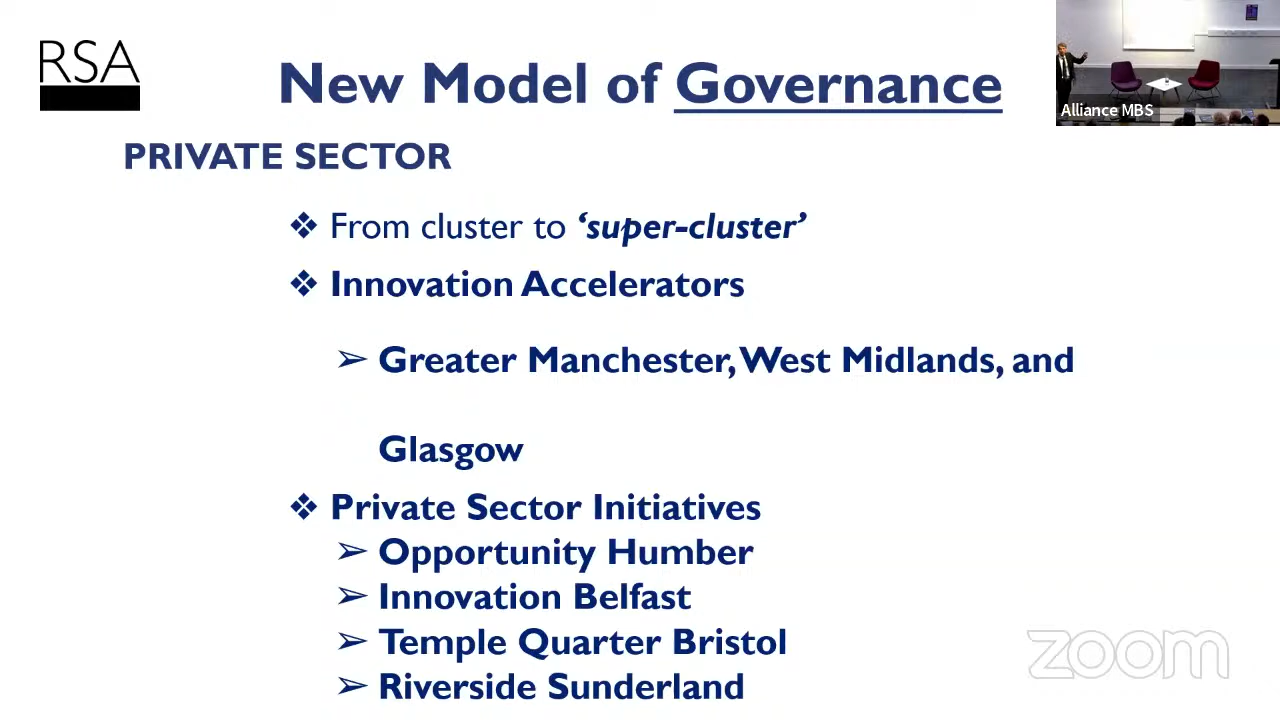 RSA
New Model of Governance
Alliance MBS
PRIVATE SECTOR
❖ From cluster to ‘super-cluster’
❖ Innovation Accelerators
➢ Greater Manchester, West Midlands, and
Glasgow
❖ Private Sector Initiatives
➢ Opportunity Humber
➢ Innovation Belfast
➢ Temple Quarter Bristol
➢ Riverside Sunderland
zoom